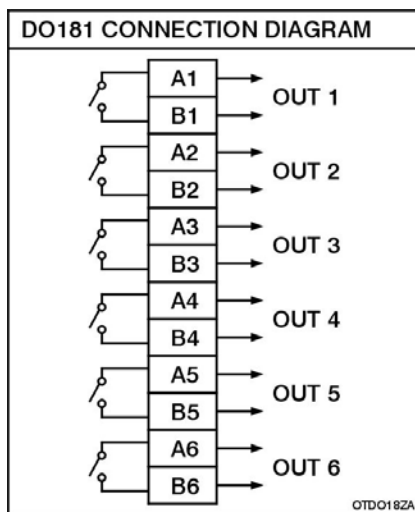 DO181 CONNECTION DIAGRAM
A1
OUT 1
B1
A2
OUT 2
B2
A3
OUT 3
B3
A4
OUT 4
B4
A5
OUT 5
B5
A6
OUT 6
B6
OTDO18ZA